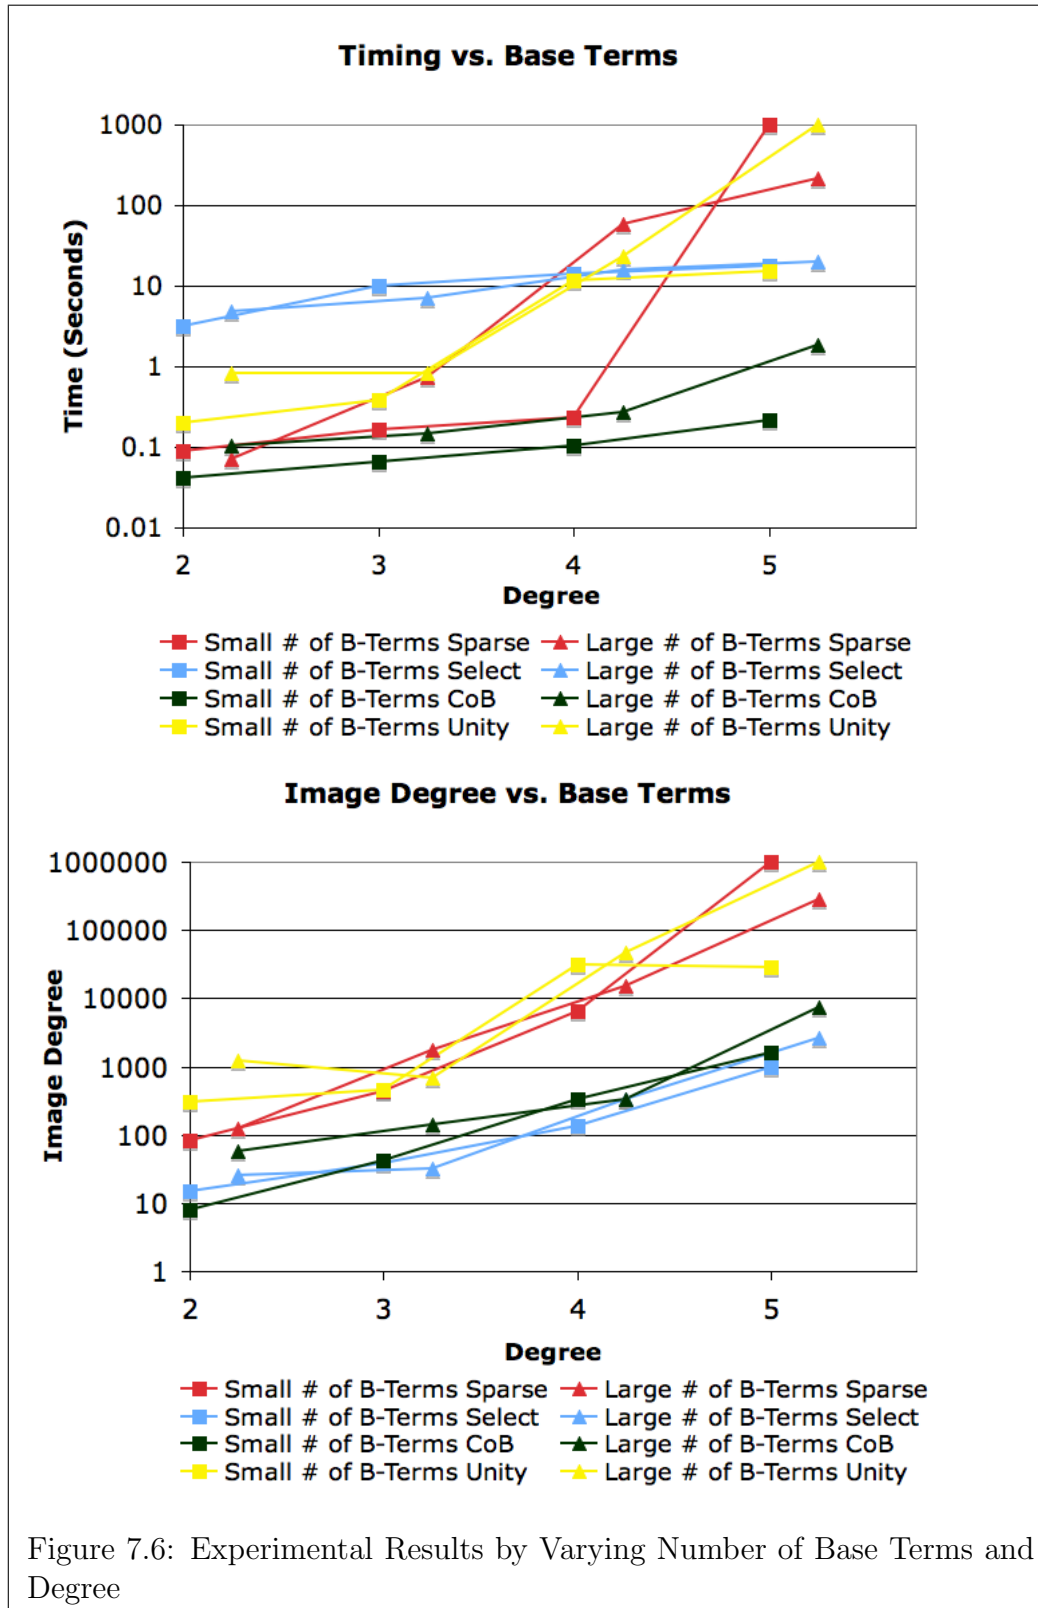 Timing vs. Base Terms
1000
100
10
1
0.1
0.01
Time (Seconds)
2 3 4 5
Degree
Small # of B-Terms Sparse Large # of B-Terms Sparse
Small # of B-Terms Select Large # of B-Terms Select
Small # of B-Terms CoB Large # of B-Terms CoB
Small # of B-Terms Unity Large # of B-Terms Unity
Image Degree vs. Base Terms
1000000
100000
10000
1000
100
10
1
Image Degree
2 3 4 5
Degree
Small # of B-Terms Sparse Large # of B-Terms Sparse
Small # of B-Terms Select Large # of B-Terms Select
Small # of B-Terms CoB Large # of B-Terms CoB
Small # of B-Terms Unity Large # of B-Terms Unity
Figure 7.6: Experimental Results by Varying Number of Base Terms and
Degree